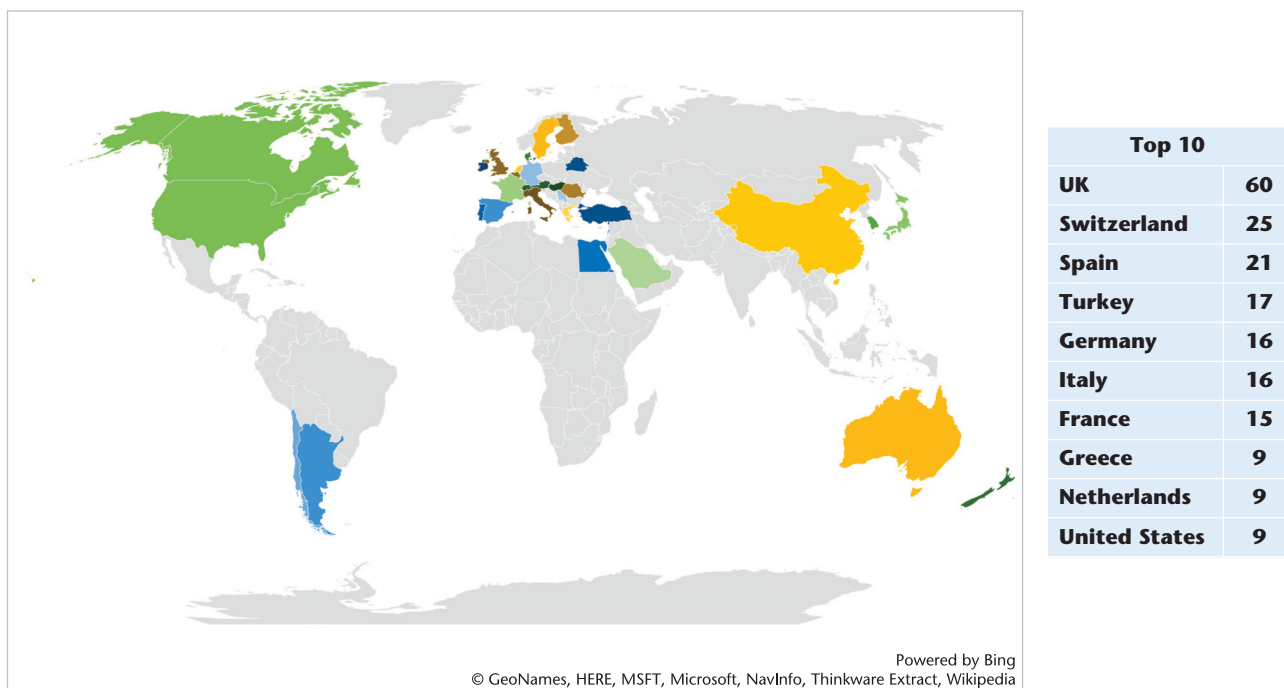 Top 10
UK 60
Switzerland 25
Spain 21
Turkey 17
Germany 16
Italy 16
France 15
Greece 9
Netherlands 9
United States 9
Powered by Bing
© GeoNames, HERE, MSFT, Microsoft, NavInfo, Thinkware Extract, Wikipedia